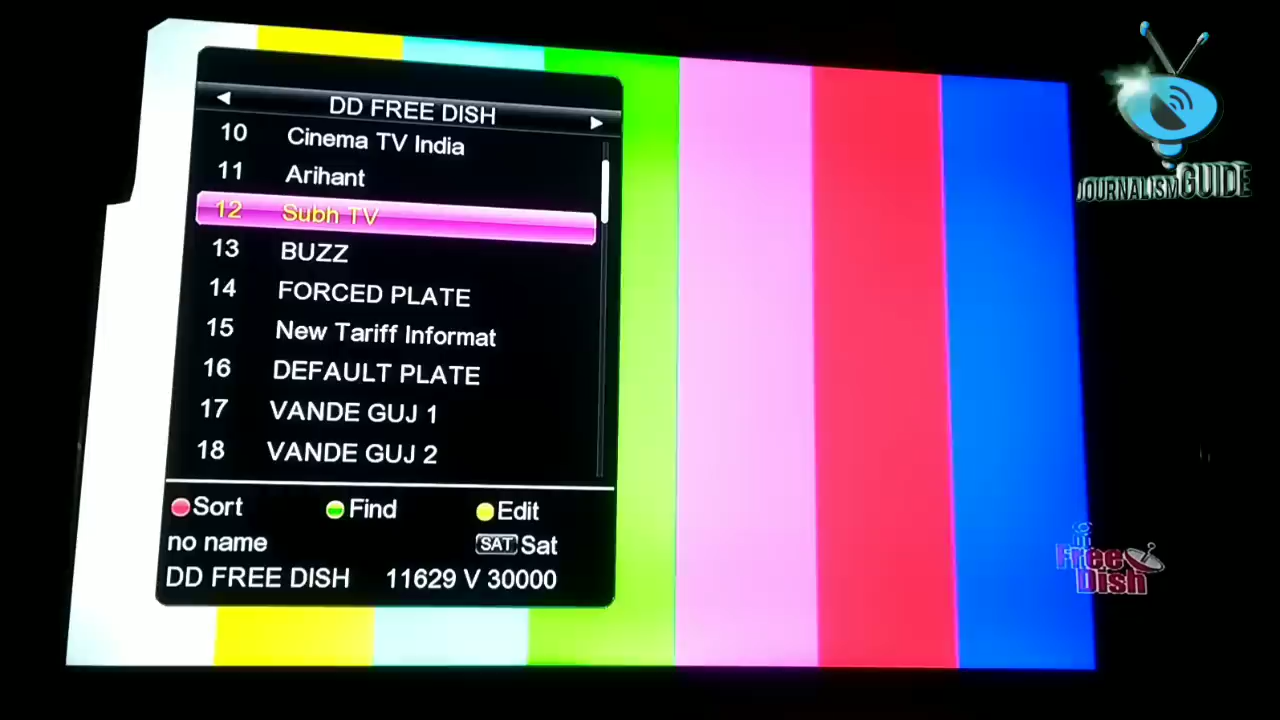 DD FREE DISH
10 Cinema TV India
11 Arihant
12 Subh TV
13 BUZZ
14 FORCED PLATE
15 New Tariff Informat
16 DEFAULT PLATE
17 VANDE GUJ 1
18 VANDE GUJ 2
Sort Find Edit
no name SAT Sat
DD FREE DISH 11629 V 30000
JOURNALISM GUIDE
Free
Dish